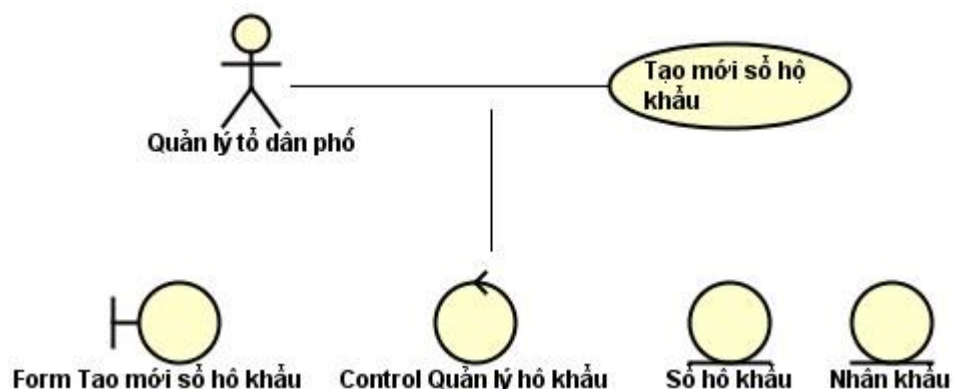 Tạo mới sổ hộ
khẩu
Quản lý tổ dân phố
Form Tạo mới sổ hộ khẩu
Control Quản lý hộ khẩu
Sổ hộ khẩu
Nhân khẩu